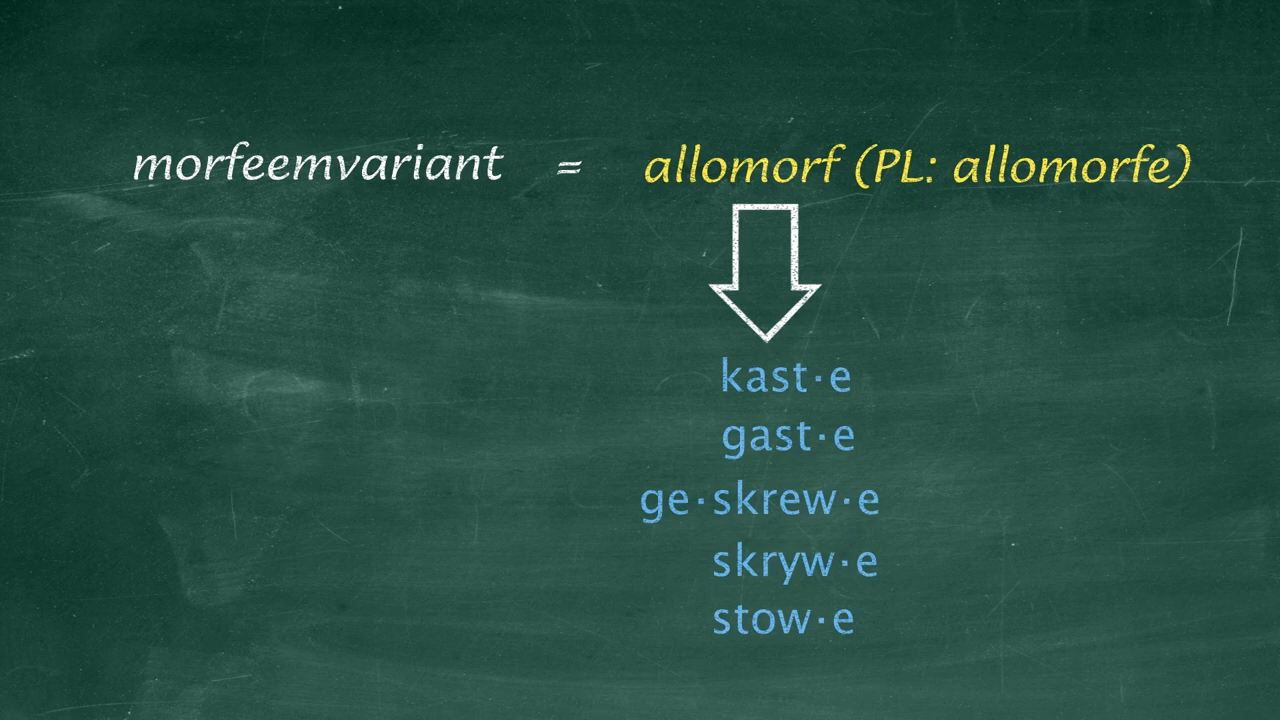 morfeemvariant = allomorf (PL: allomorfe)
kast·e
gast·e
ge·skrew·e
skryw·e
stow·e